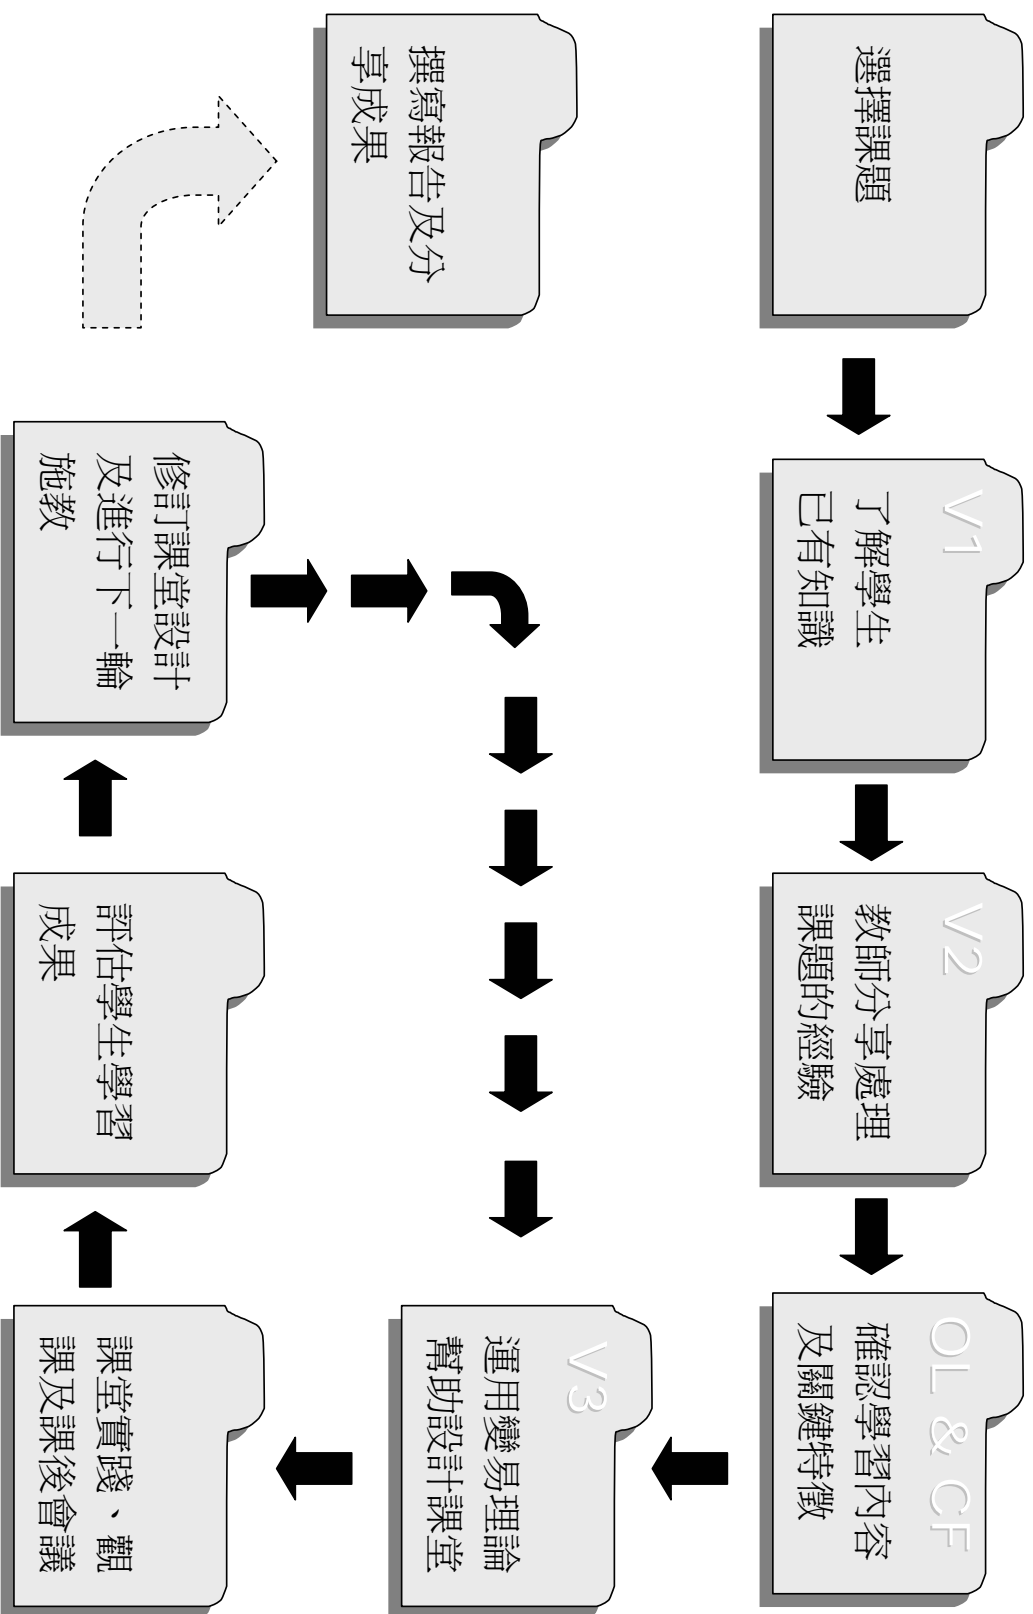 選擇課題
V1
了解學生
已有知識
V2
教師分享處理
課題的經驗
OL & CF
確認學習內容
及關鍵特徵
V3
運用變易理論
幫助設計課堂
課堂實踐、觀
課及課後會議
評估學生學習
成果
修訂課堂設計
及進行下一輪
施教
撰寫報告及分
享成果